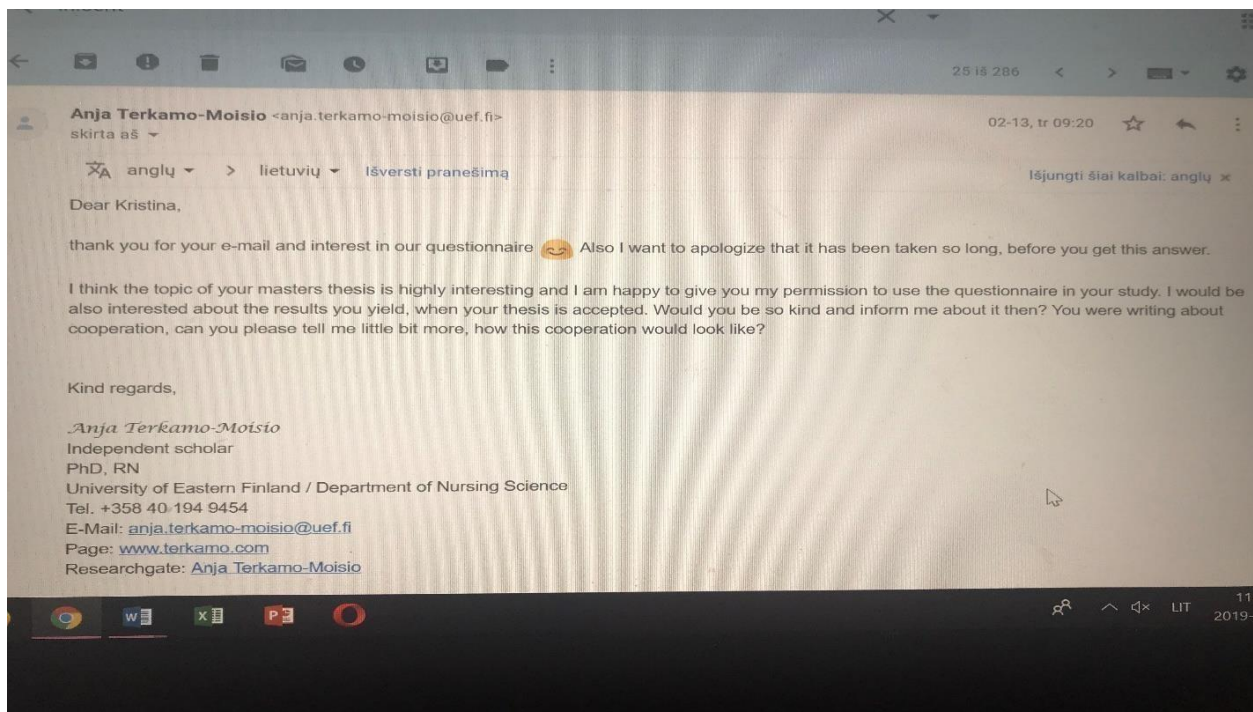 25 iš 286
Anja Terkamo-Moisio <anja.terkamo-moisio@uef.fi>
02-13, tr 09:20
skirta aš
anglų > lietuvių Išversti pranešimą
Išjungti šiai kalbai: anglų ×
Dear Kristina,
thank you for your e-mail and interest in our questionnaire 😊 Also I want to apologize that it has been taken so long, before you get this answer.
I think the topic of your masters thesis is highly interesting and I am happy to give you my permission to use the questionnaire in your study. I would be
also interested about the results you yield, when your thesis is accepted. Would you be so kind and inform me about it then? You were writing about
cooperation, can you please tell me little bit more, how this cooperation would look like?
Kind regards,
Anja Terkamo-Moisio
Independent scholar
PhD, RN
University of Eastern Finland / Department of Nursing Science
Tel. +358 40 194 9454
E-Mail: anja.terkamo-moisio@uef.fi
Page: www.terkamo.com
Researchgate: Anja Terkamo-Moisio
LIT
11
2019-